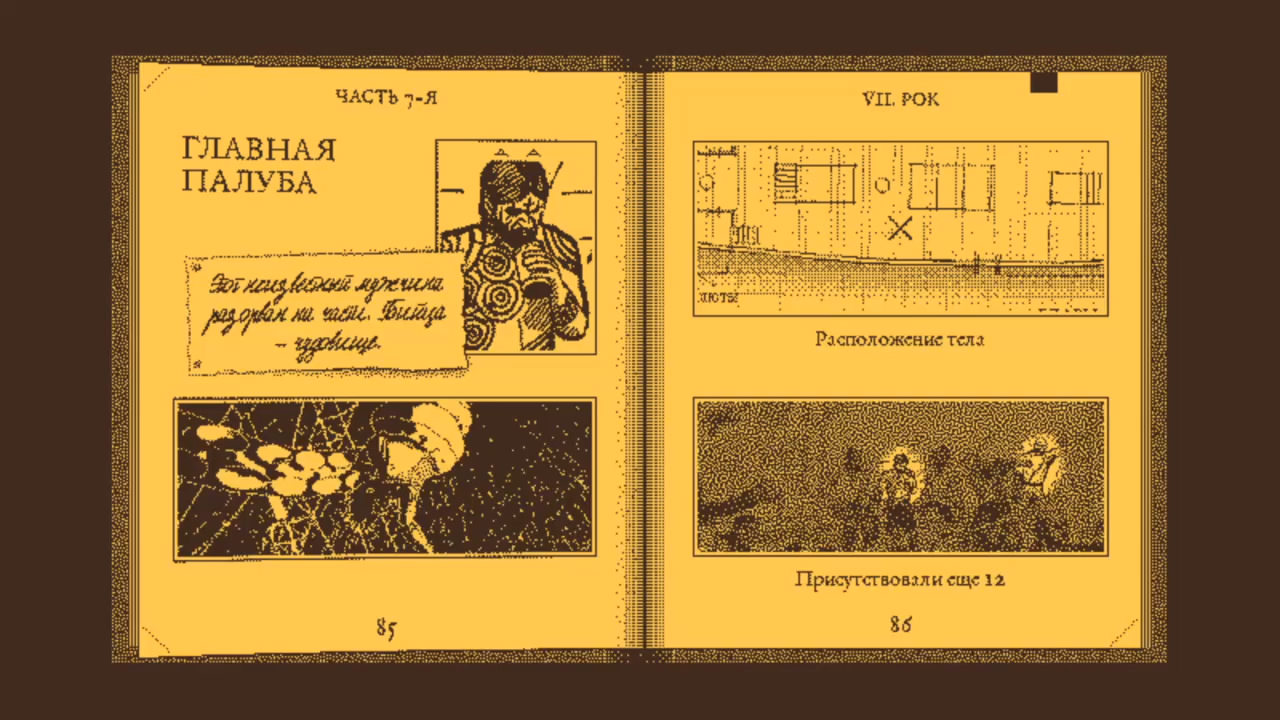 ЧАСТЬ 7-Я
ГЛАВНАЯ
ПАЛУБА
Этот неизвестный мужчина
разорван на части. Убийца
– чудовище.
85
VII. РОК
Расположение тела
Присутствовали еще 12
86